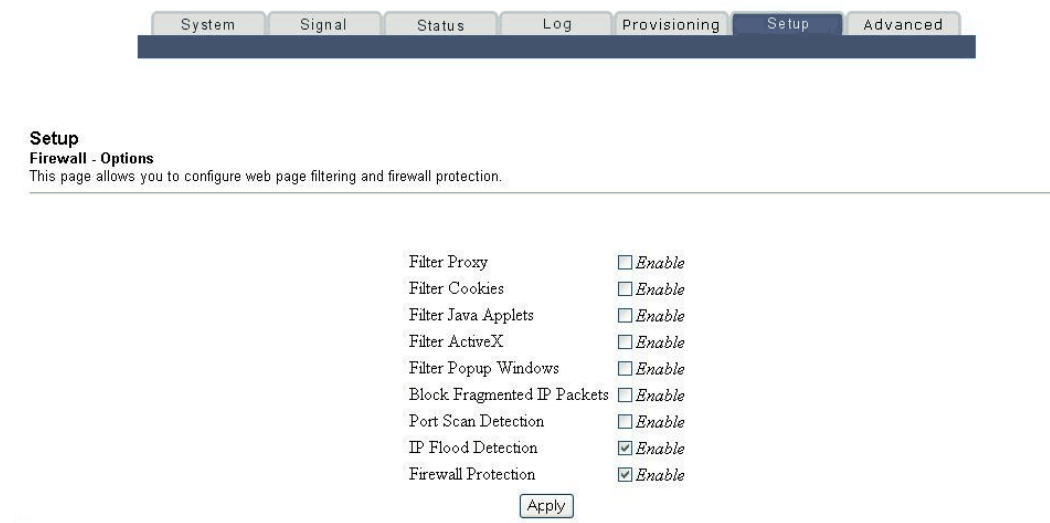 System Signal Status Log Provisioning Setup Advanced
Setup
Firewall - Options
This page allows you to configure web page filtering and firewall protection.
Filter Proxy Enable
Filter Cookies Enable
Filter Java Applets Enable
Filter ActiveX Enable
Filter Popup Windows Enable
Block Fragmented IP Packets Enable
Port Scan Detection Enable
IP Flood Detection Enable
Firewall Protection Enable
Apply